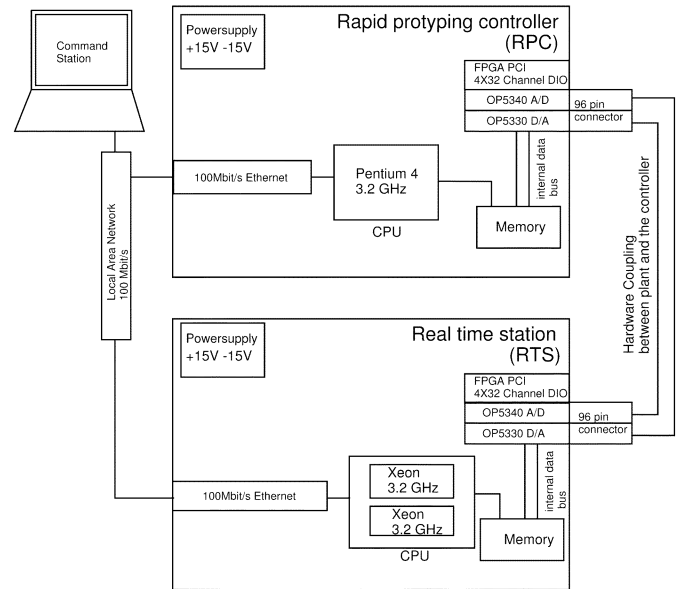 Command
Station
Powersupply
+15V -15V
Rapid protyping controller
(RPC)
FPGA PCI
4X32 Channel DIO
OP5340 A/D
OP5330 D/A
96 pin
connector
internal data
bus
100Mbit/s Ethernet
Pentium 4
3.2 GHz
CPU
Memory
Local Area Network
100 Mbit/s
Hardware Coupling
between plant and the controller
Powersupply
+15V -15V
Real time station
(RTS)
FPGA PCI
4X32 Channel DIO
OP5340 A/D
OP5330 D/A
96 pin
connector
internal data
bus
100Mbit/s Ethernet
Xeon
3.2 GHz
Xeon
3.2 GHz
CPU
Memory